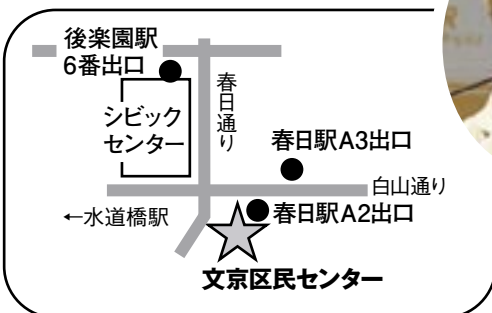 後楽園駅
6番出口
シビック
センター
春日通り
春日駅A3出口
白山通り
←水道橋駅
春日駅A2出口
文京区民センター